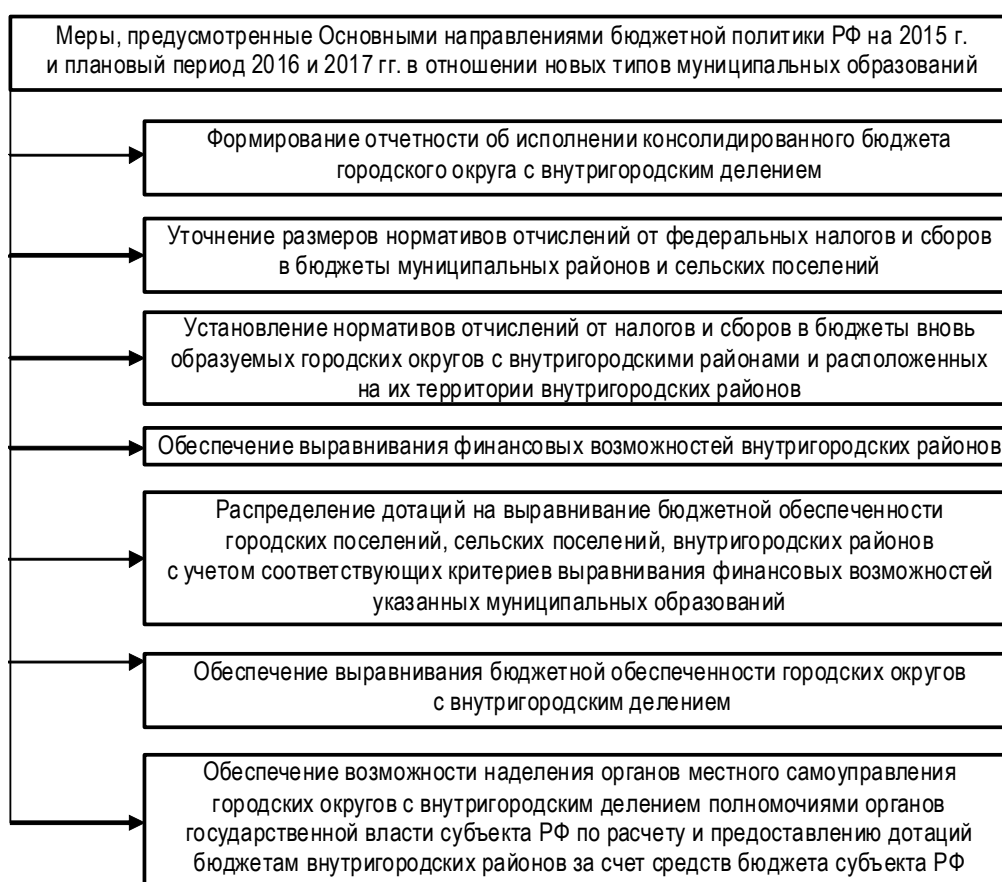 Меры, предусмотренные Основными направлениями бюджетной политики РФ на 2015 г.
и плановый период 2016 и 2017 гг. в отношении новых типов муниципальных образований
Формирование отчетности об исполнении консолидированного бюджета
городского округа с внутригородским делением
Уточнение размеров нормативов отчислений от федеральных налогов и сборов
в бюджеты муниципальных районов и сельских поселений
Установление нормативов отчислений от налогов и сборов в бюджеты вновь
образуемых городских округов с внутригородскими районами и расположенных
на их территории внутригородских районов
Обеспечение выравнивания финансовых возможностей внутригородских районов
Распределение дотаций на выравнивание бюджетной обеспеченности
городских поселений, сельских поселений, внутригородских районов
с учетом соответствующих критериев выравнивания финансовых возможностей
указанных муниципальных образований
Обеспечение выравнивания бюджетной обеспеченности городских округов
с внутригородским делением
Обеспечение возможности наделения органов местного самоуправления
городских округов с внутригородским делением полномочиями органов
государственной власти субъекта РФ по расчету и предоставлению дотаций
бюджетам внутригородских районов за счет средств бюджета субъекта РФ